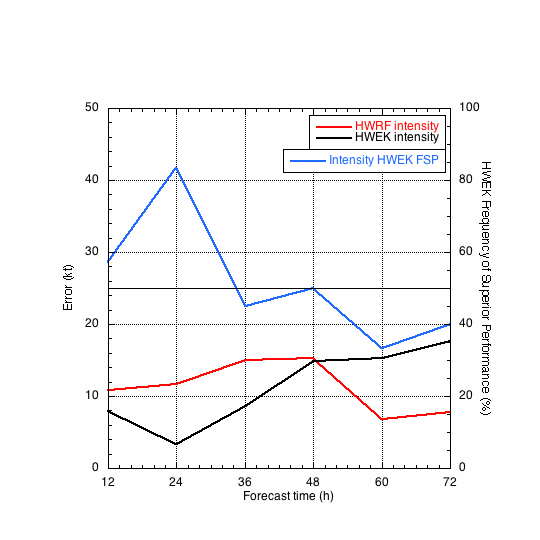 50
100
HWRF intensity
HWEK intensity
Intensity HWEK FSP
40
80
30
60
Error (kt)
HWEK Frequency of Superior Performance (%)
20
40
10
20
0
0
12 24 36 48 60 72
Forecast time (h)